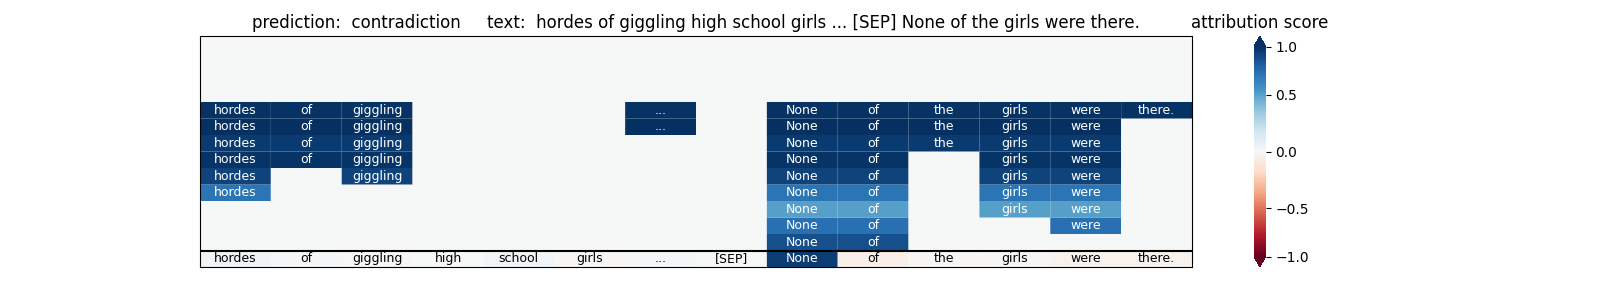 prediction:  contradiction     text:  hordes of giggling high school girls ... [SEP] None of the girls were there.     attribution score
hordes of giggling ... None of the girls were there.
hordes of giggling ... None of the girls were
hordes of giggling None of the girls were
hordes of giggling None of girls were
hordes giggling None of girls were
hordes None of girls were
None of girls were
None of were
None of
hordes of giggling high school girls ... [SEP] None of the girls were there.
1.0
0.5
0.0
−0.5
−1.0